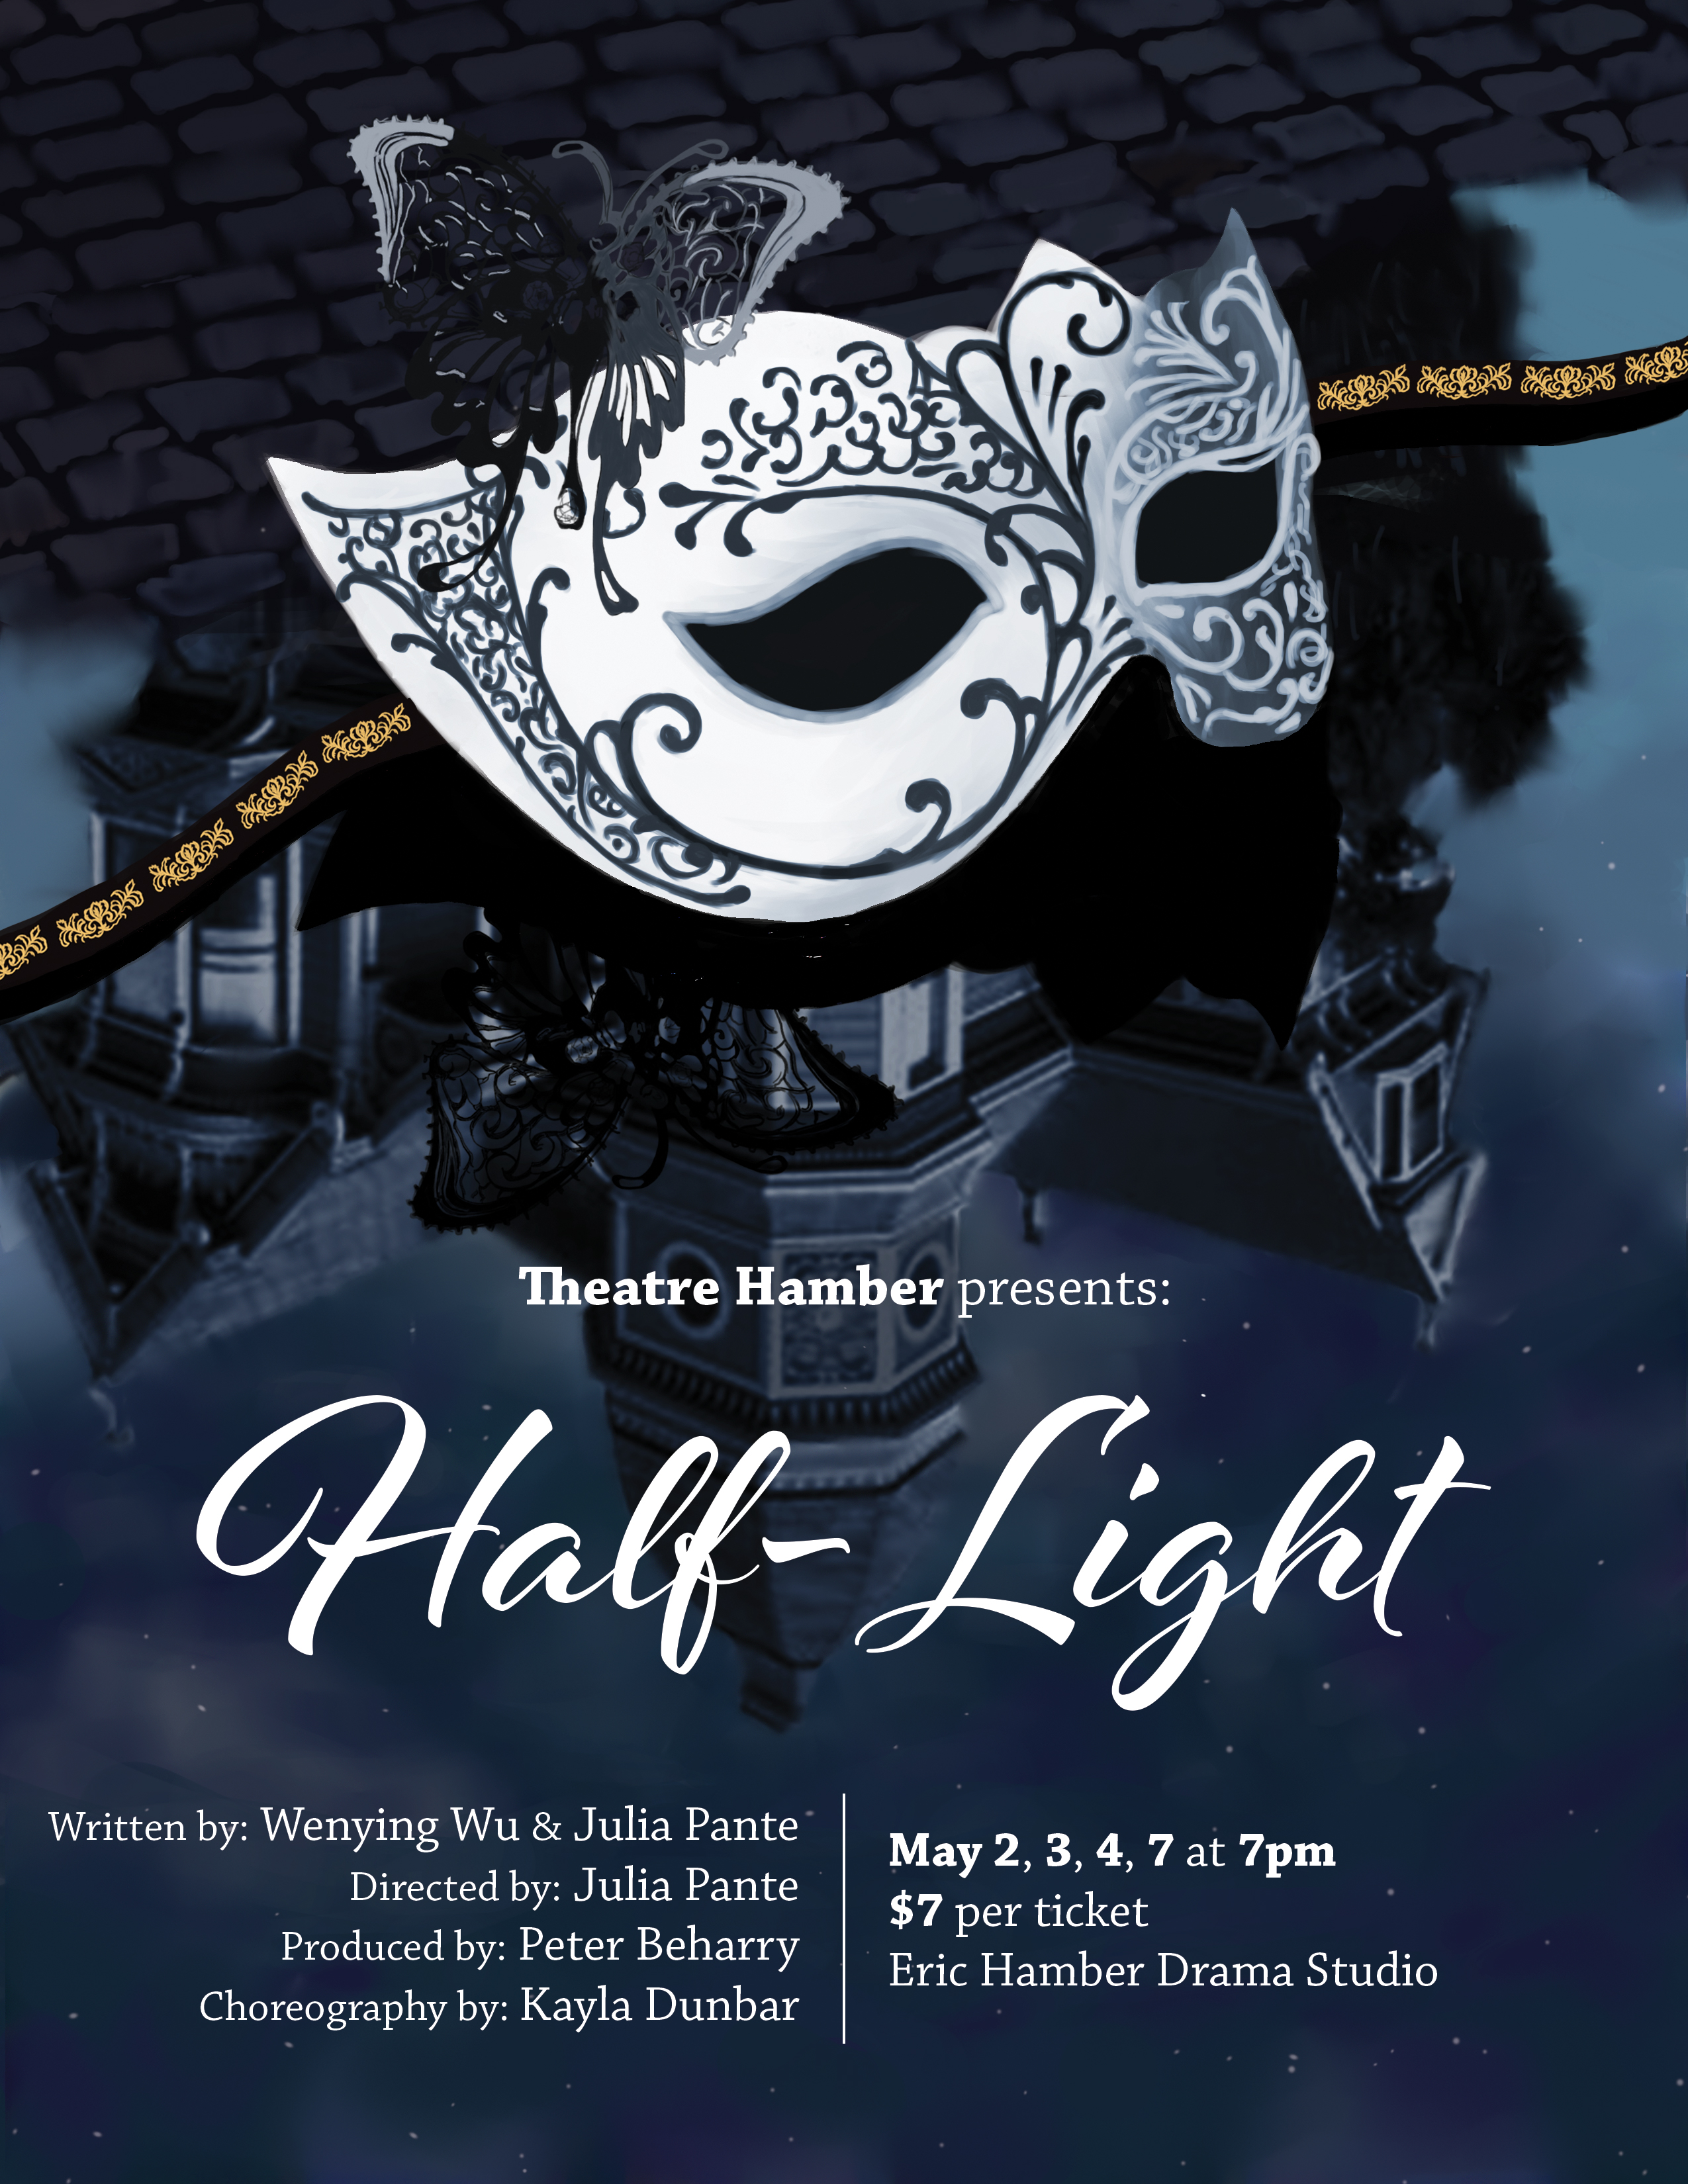 Theatre Hamber presents:
Half-Light
Written by: Wenying Wu & Julia Pante
Directed by: Julia Pante
Produced by: Peter Beharry
Choreography by: Kayla Dunbar
May 2, 3, 4, 7 at 7pm
$7 per ticket
Eric Hamber Drama Studio